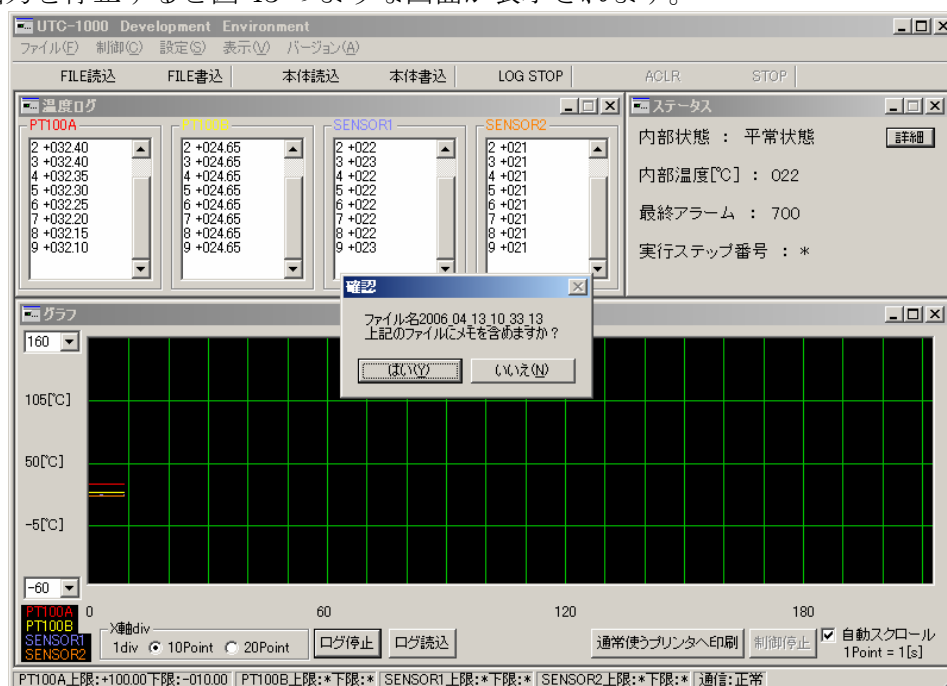 UTC-1000 Development Environment
ファイル(F) 制御(C) 設定(S) 表示(V) バージョン(A)
FILE読込 FILE書込 本体読込 本体書込 LOG STOP ACLR STOP
温度ログ
PT100A PT100B SENSOR1 SENSOR2
2 +032.40 2 +024.65 2 +022 2 +021
3 +032.40 3 +024.65 3 +023 3 +021
4 +032.35 4 +024.65 4 +022 4 +021
5 +032.30 5 +024.65 5 +022 5 +021
6 +032.25 6 +024.65 6 +022 6 +021
7 +032.20 7 +024.65 7 +022 7 +021
8 +032.15 8 +024.65 8 +022 8 +021
9 +032.10 9 +024.65 9 +023 9 +021
ステータス
内部状態 : 平常状態 詳細
内部温度[℃] : 022
最終アラーム : 700
実行ステップ番号 : *
確認
ファイル名2006_04_13_10_33_13
上記のファイルにメモを含めますか?
はい(Y) いいえ(N)
グラフ
160
105[℃]
50[℃]
-5[℃]
-60
0 60 120 180
PT100A
PT100B
SENSOR1
SENSOR2
X軸div
1div 10Point 20Point
ログ停止 ログ読込 通常使うプリンタへ印刷 制御停止
自動スクロール
1Point = 1[s]
PT100A上限:+100.00下限:-010.00 PT100B上限:*下限:* SENSOR1上限:*下限:* SENSOR2上限:*下限:* 通信:正常